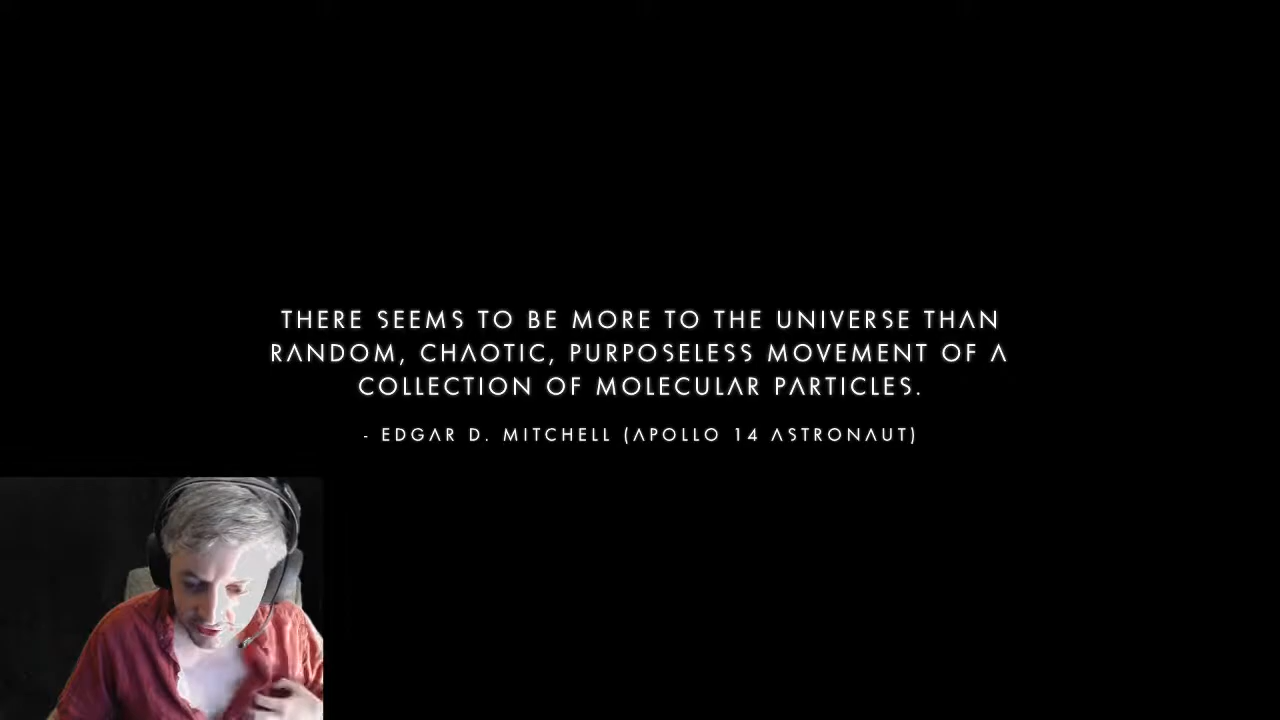 THERE SEEMS TO BE MORE TO THE UNIVERSE THAN
RANDOM, CHAOTIC, PURPOSELESS MOVEMENT OF A
COLLECTION OF MOLECULAR PARTICLES.
- EDGAR D. MITCHELL (APOLLO 14 ASTRONAUT)